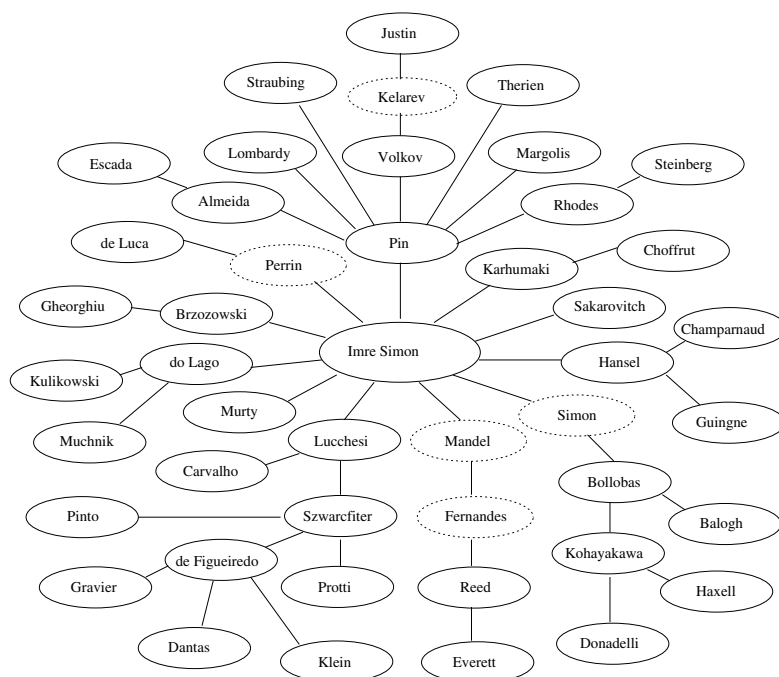 Justin
Straubing
Kelarev
Therien
Lombardy
Volkov
Margolis
Escada
Steinberg
Almeida
Rhodes
de Luca
Pin
Perrin
Karhumaki
Choffrut
Gheorghiu
Brzozowski
Sakarovitch
Champarnaud
Imre Simon
do Lago
Hansel
Kulikowski
Murty
Simon
Guingne
Muchnik
Lucchesi
Mandel
Carvalho
Bollobas
Pinto
Szwarcfiter
Fernandes
Balogh
de Figueiredo
Kohayakawa
Gravier
Protti
Reed
Haxell
Dantas
Klein
Everett
Donadelli